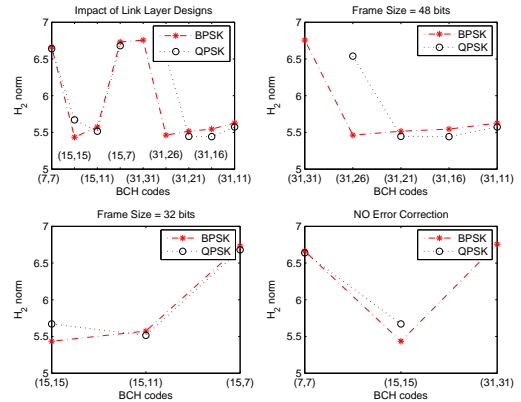 Impact of Link Layer Designs
7
6.5
6
5.5
5
H2 norm
BPSK
QPSK
(15,15)
(15,7)
(31,26)
(31,16)
(7,7)
(15,11)
(31,31)
(31,21)
(31,11)
BCH codes
Frame Size = 48 bits
7
6.5
6
5.5
5
H2 norm
BPSK
QPSK
(31,31)
(31,26)
(31,21)
(31,16)
(31,11)
BCH codes
Frame Size = 32 bits
7
6.5
6
5.5
5
H2 norm
BPSK
QPSK
(15,15)
(15,11)
(15,7)
BCH codes
NO Error Correction
7
6.5
6
5.5
5
H2 norm
BPSK
QPSK
(7,7)
(15,15)
(31,31)
BCH codes